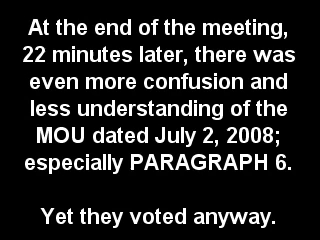 At the end of the meeting,
22 minutes later, there was
even more confusion and
less understanding of the
MOU dated July 2, 2008;
especially PARAGRAPH 6.
Yet they voted anyway.